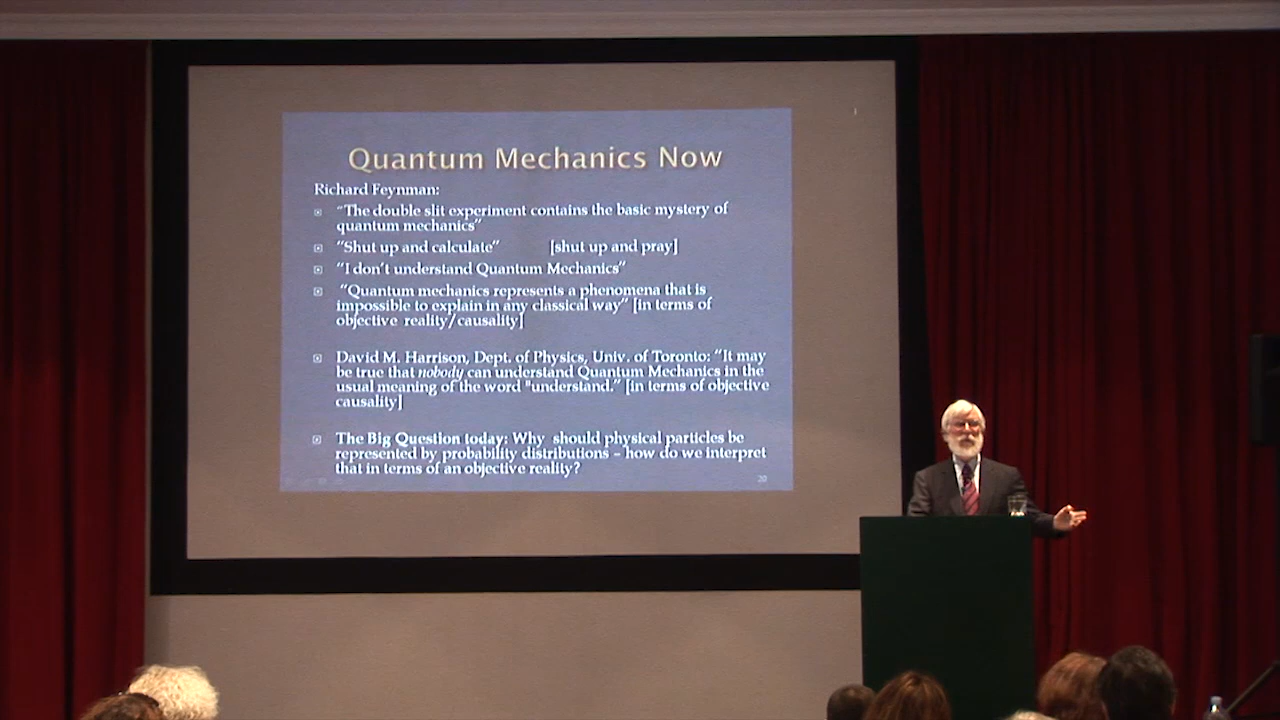 Quantum Mechanics Now
Richard Feynman:
“The double slit experiment contains the basic mystery of
quantum mechanics”
“Shut up and calculate” [shut up and pray]
“I don’t understand Quantum Mechanics”
“Quantum mechanics represents a phenomena that is
impossible to explain in any classical way” [in terms of
objective reality/causality]
David M. Harrison, Dept. of Physics, Univ. of Toronto: “It may
be true that nobody can understand Quantum Mechanics in the
usual meaning of the word "understand.” [in terms of objective
causality]
The Big Question today: Why should physical particles be
represented by probability distributions – how do we interpret
that in terms of an objective reality?
20